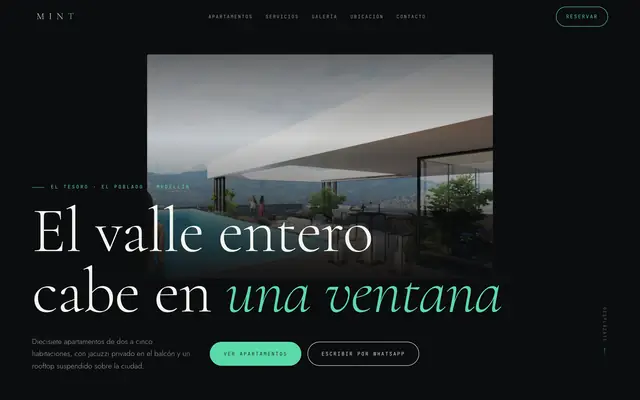 MINT
APARTAMENTOS SERVICIOS GALERÍA UBICACIÓN CONTACTO
RESERVAR
EL TESORO · EL POBLADO · MEDELLÍN
El valle entero
cabe en una ventana
Diecisiete apartamentos de dos a cinco
habitaciones, con jacuzzi privado en el balcón y un
rooftop suspendido sobre la ciudad.
VER APARTAMENTOS
ESCRIBIR POR WHATSAPP